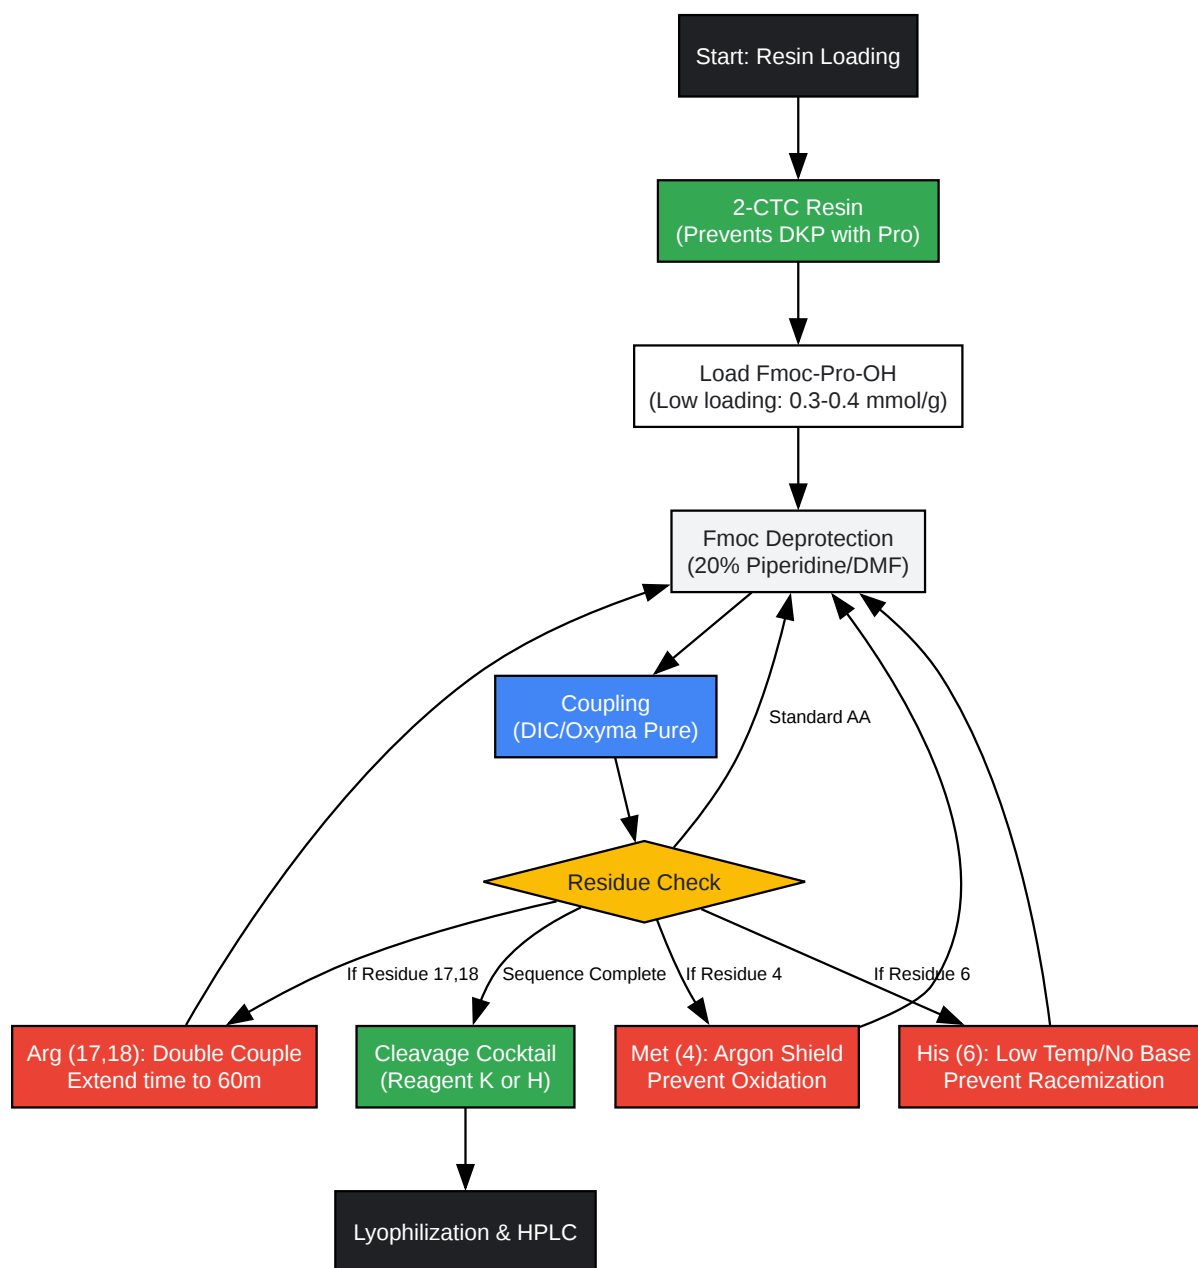 Start: Resin Loading
2-CTC Resin
(Prevents DKP with Pro)
Load Fmoc-Pro-OH
(Low loading: 0.3-0.4 mmol/g)
Fmoc Deprotection
(20% Piperidine/DMF)
Coupling
(DIC/Oxyma Pure)
Standard AA
Residue Check
If Residue 17,18
Sequence Complete
If Residue 4
If Residue 6
Arg (17,18): Double Couple
Extend time to 60m
Cleavage Cocktail
(Reagent K or H)
Met (4): Argon Shield
Prevent Oxidation
His (6): Low Temp/No Base
Prevent Racemization
Lyophilization & HPLC